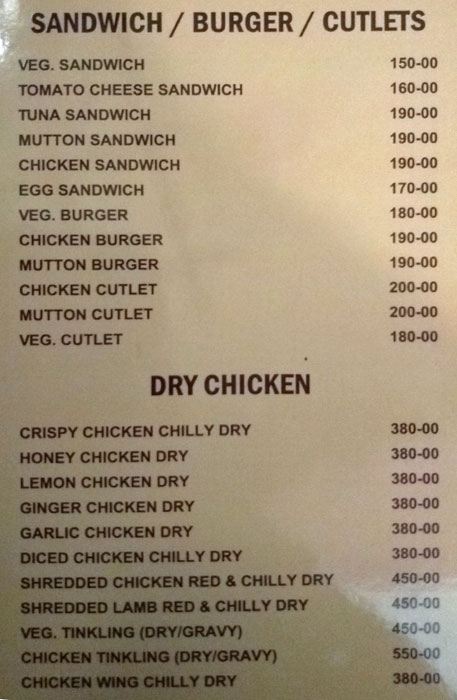 SANDWICH / BURGER / CUTLETS
VEG. SANDWICH 150-00
TOMATO CHEESE SANDWICH 160-00
TUNA SANDWICH 190-00
MUTTON SANDWICH 190-00
CHICKEN SANDWICH 190-00
EGG SANDWICH 170-00
VEG. BURGER 180-00
CHICKEN BURGER 190-00
MUTTON BURGER 190-00
CHICKEN CUTLET 200-00
MUTTON CUTLET 200-00
VEG. CUTLET 180-00
DRY CHICKEN
CRISPY CHICKEN CHILLY DRY 380-00
HONEY CHICKEN DRY 380-00
LEMON CHICKEN DRY 380-00
GINGER CHICKEN DRY 380-00
GARLIC CHICKEN DRY 380-00
DICED CHICKEN CHILLY DRY 380-00
SHREDDED CHICKEN RED & CHILLY DRY 450-00
SHREDDED LAMB RED & CHILLY DRY 450-00
VEG. TINKLING (DRY/GRAVY) 450-00
CHICKEN TINKLING (DRY/GRAVY) 550-00
CHICKEN WING CHILLY DRY 380-00